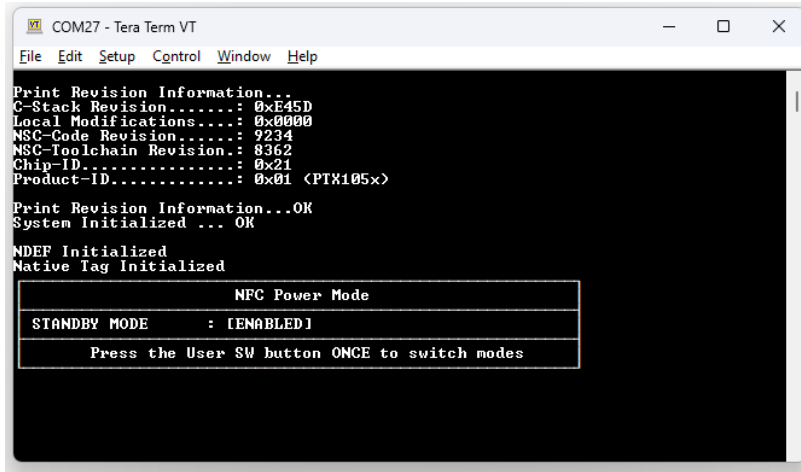 COM27 - Tera Term VT
File Edit Setup Control Window Help
Print Revision Information...
C-Stack Revision.......: 0xE45D
Local Modifications....: 0x0000
NSC-Code Revision......: 9234
NSC-Toolchain Revision.: 8362
Chip-ID................: 0x21
Product-ID.............: 0x01 (PTX105x)
Print Revision Information...OK
System Initialized ... OK
NDEF Initialized
Native Tag Initialized
NFC Power Mode
STANDBY MODE : [ENABLED]
Press the User SW button ONCE to switch modes